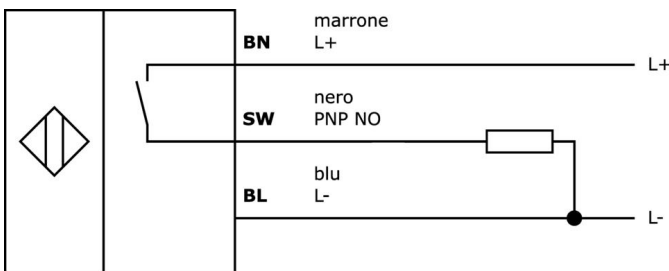 marrone
BN L+
L+
nero
SW PNP NO
blu
BL L-
L-